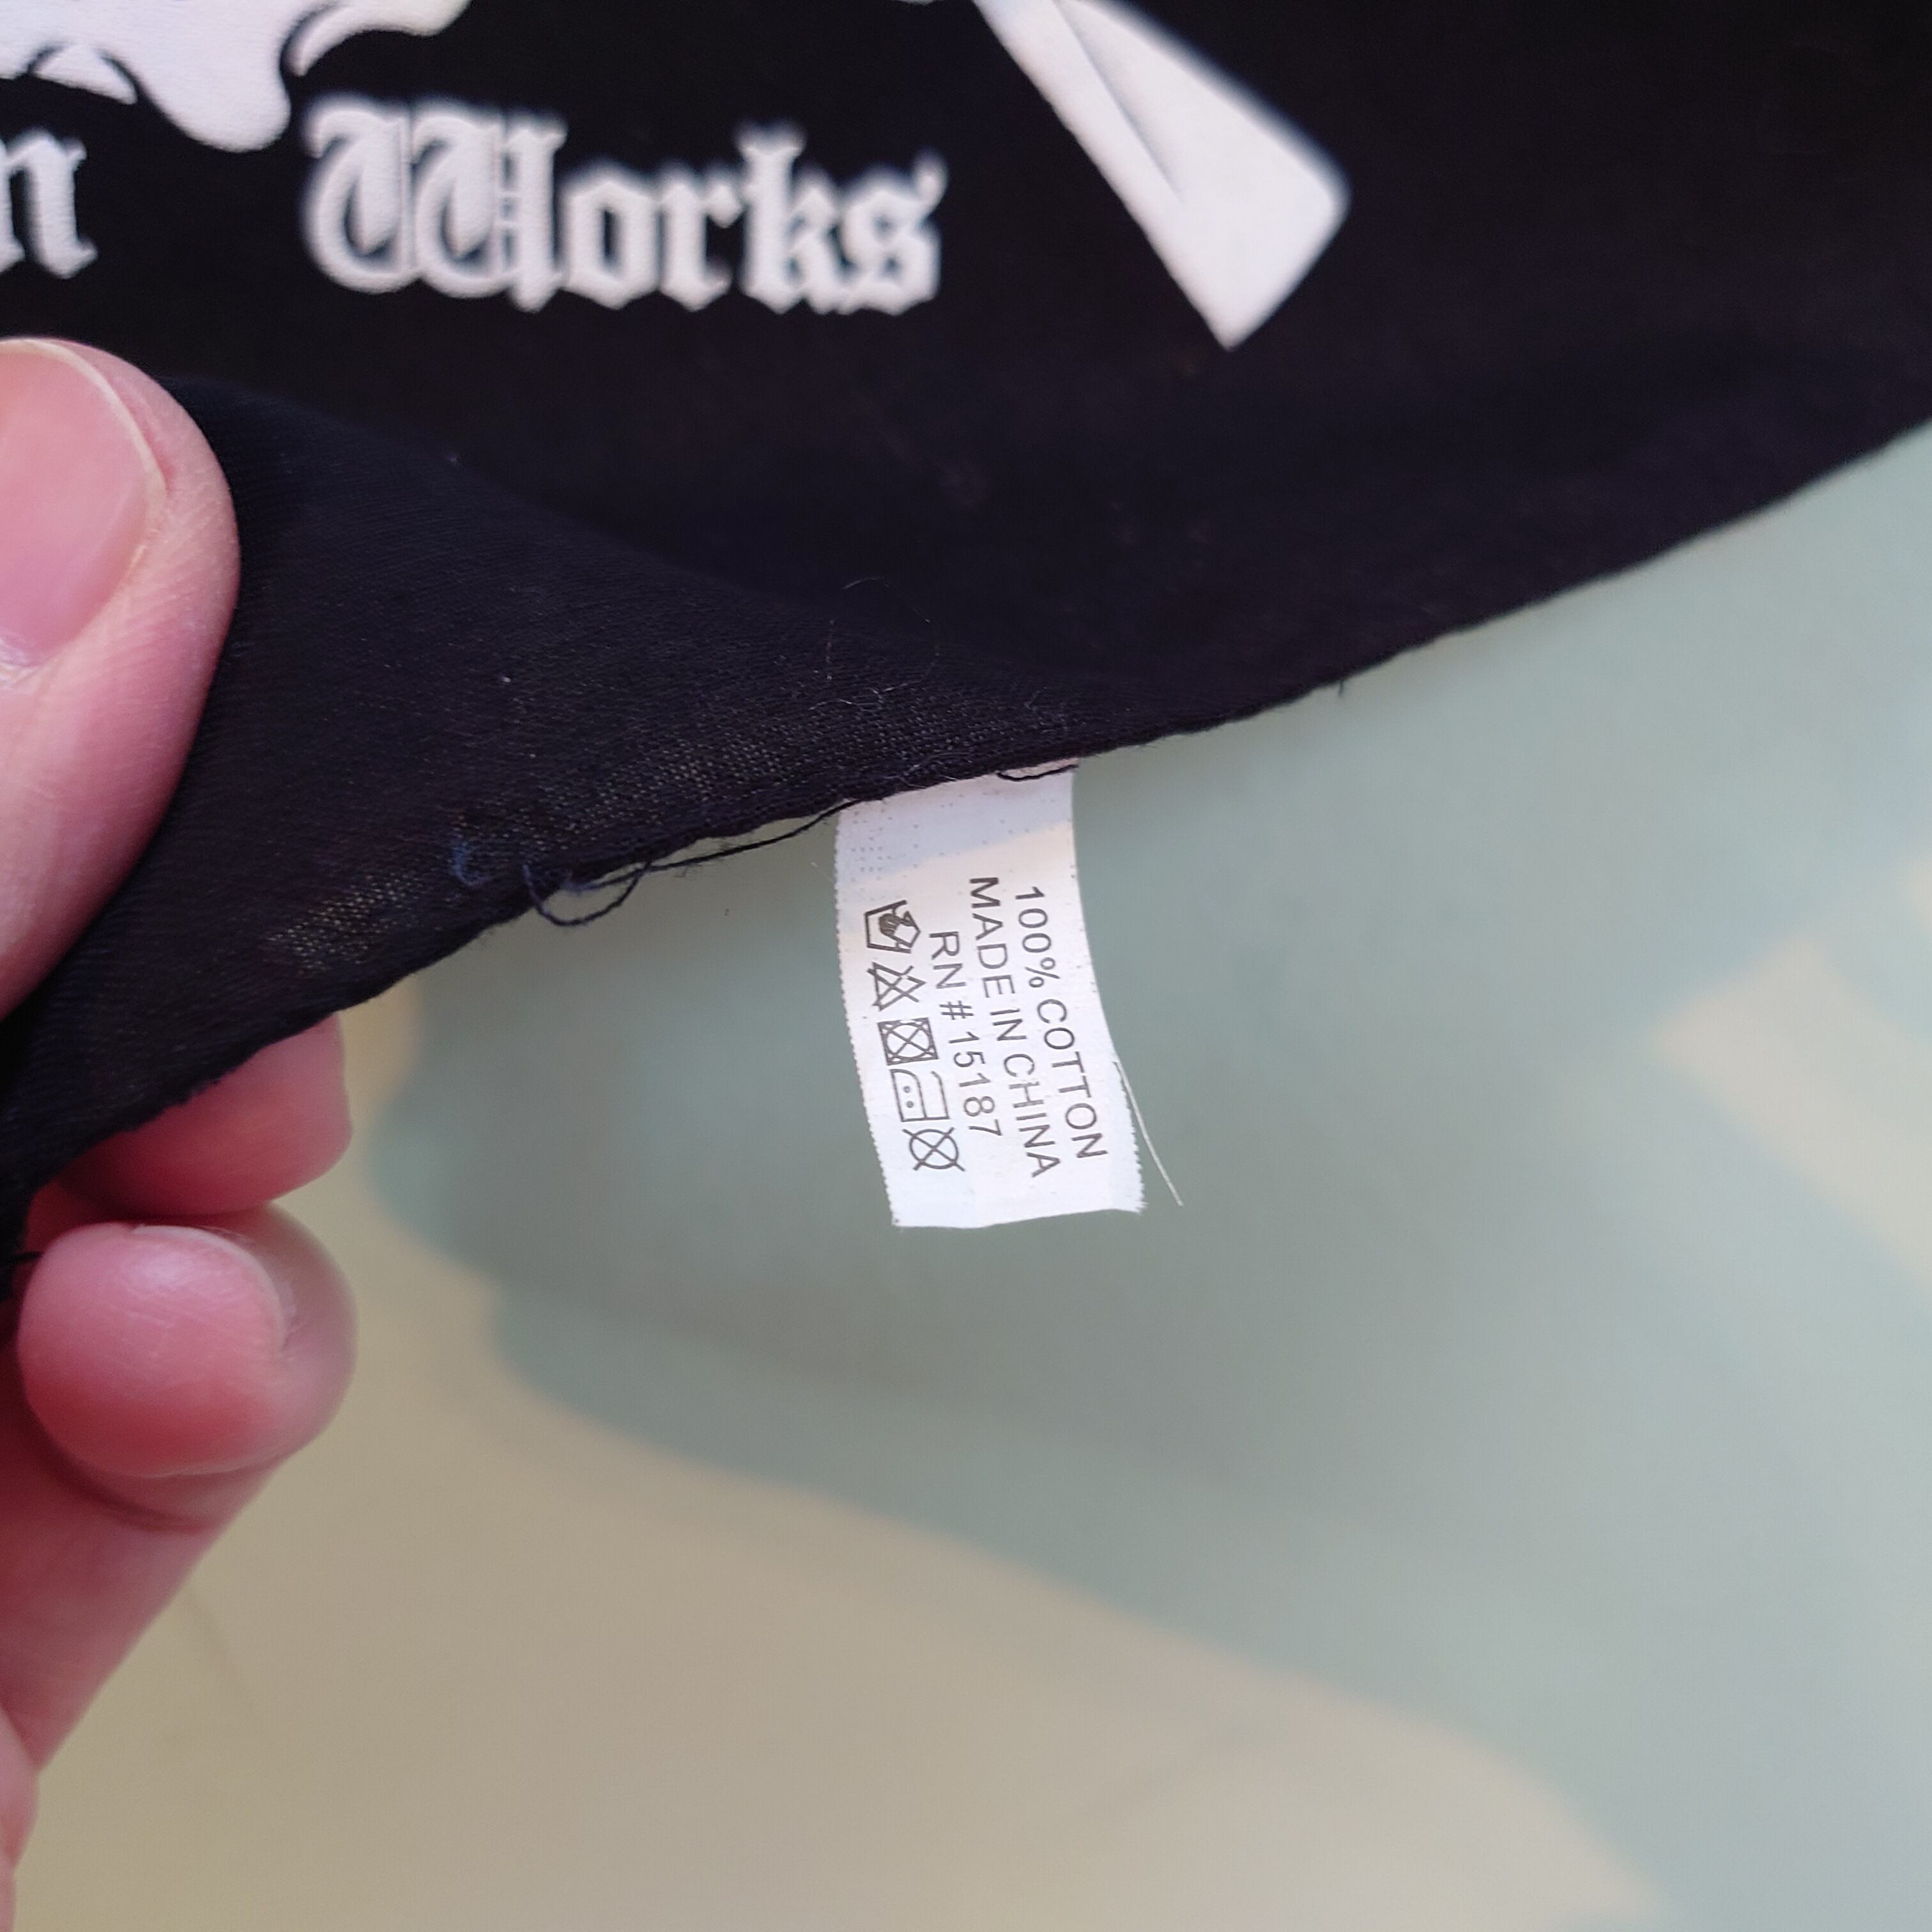 n Works
100% COTTON
MADE IN CHINA
RN # 15187